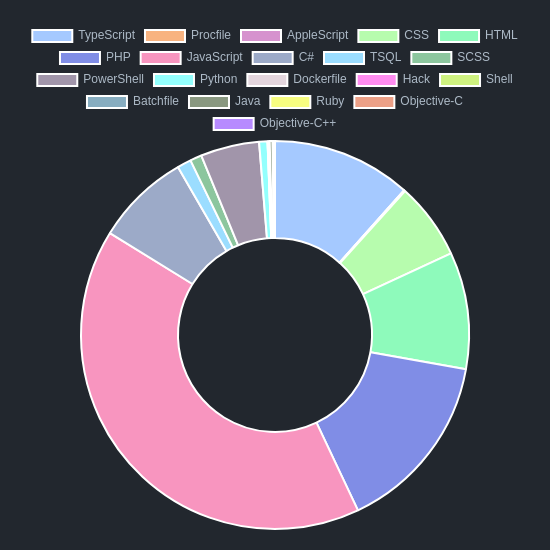 TypeScript Procfile AppleScript CSS HTML
PHP JavaScript C# TSQL SCSS
PowerShell Python Dockerfile Hack Shell
Batchfile Java Ruby Objective-C
Objective-C++